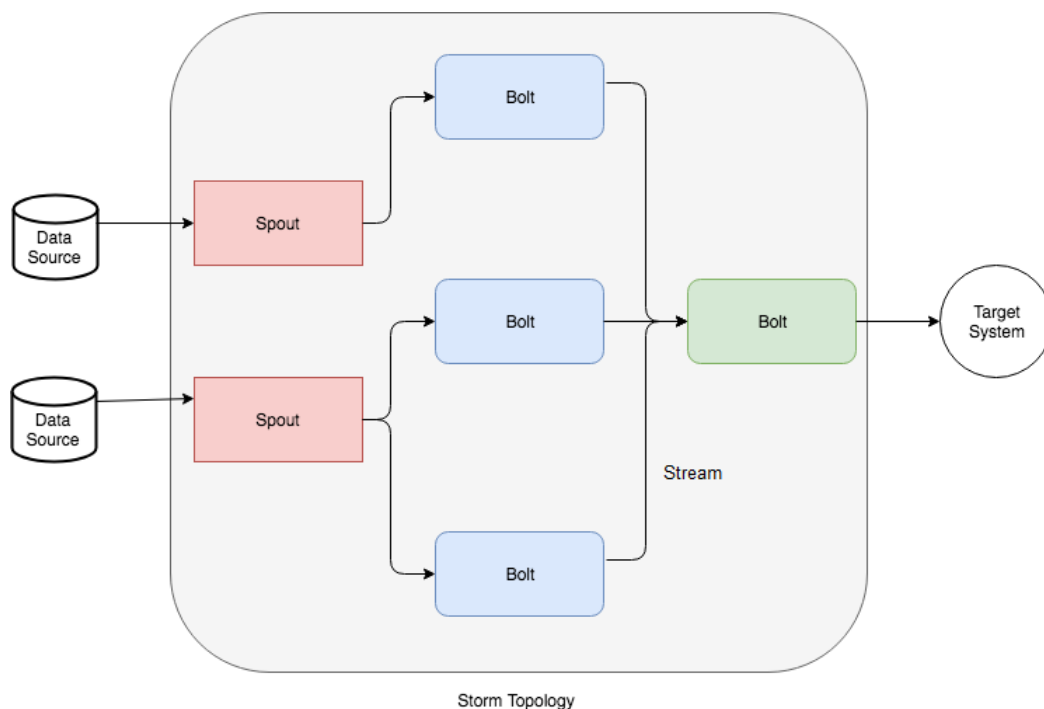 Bolt
Data
Source
Spout
Bolt
Bolt
Target
System
Data
Source
Spout
Stream
Bolt
Storm Topology